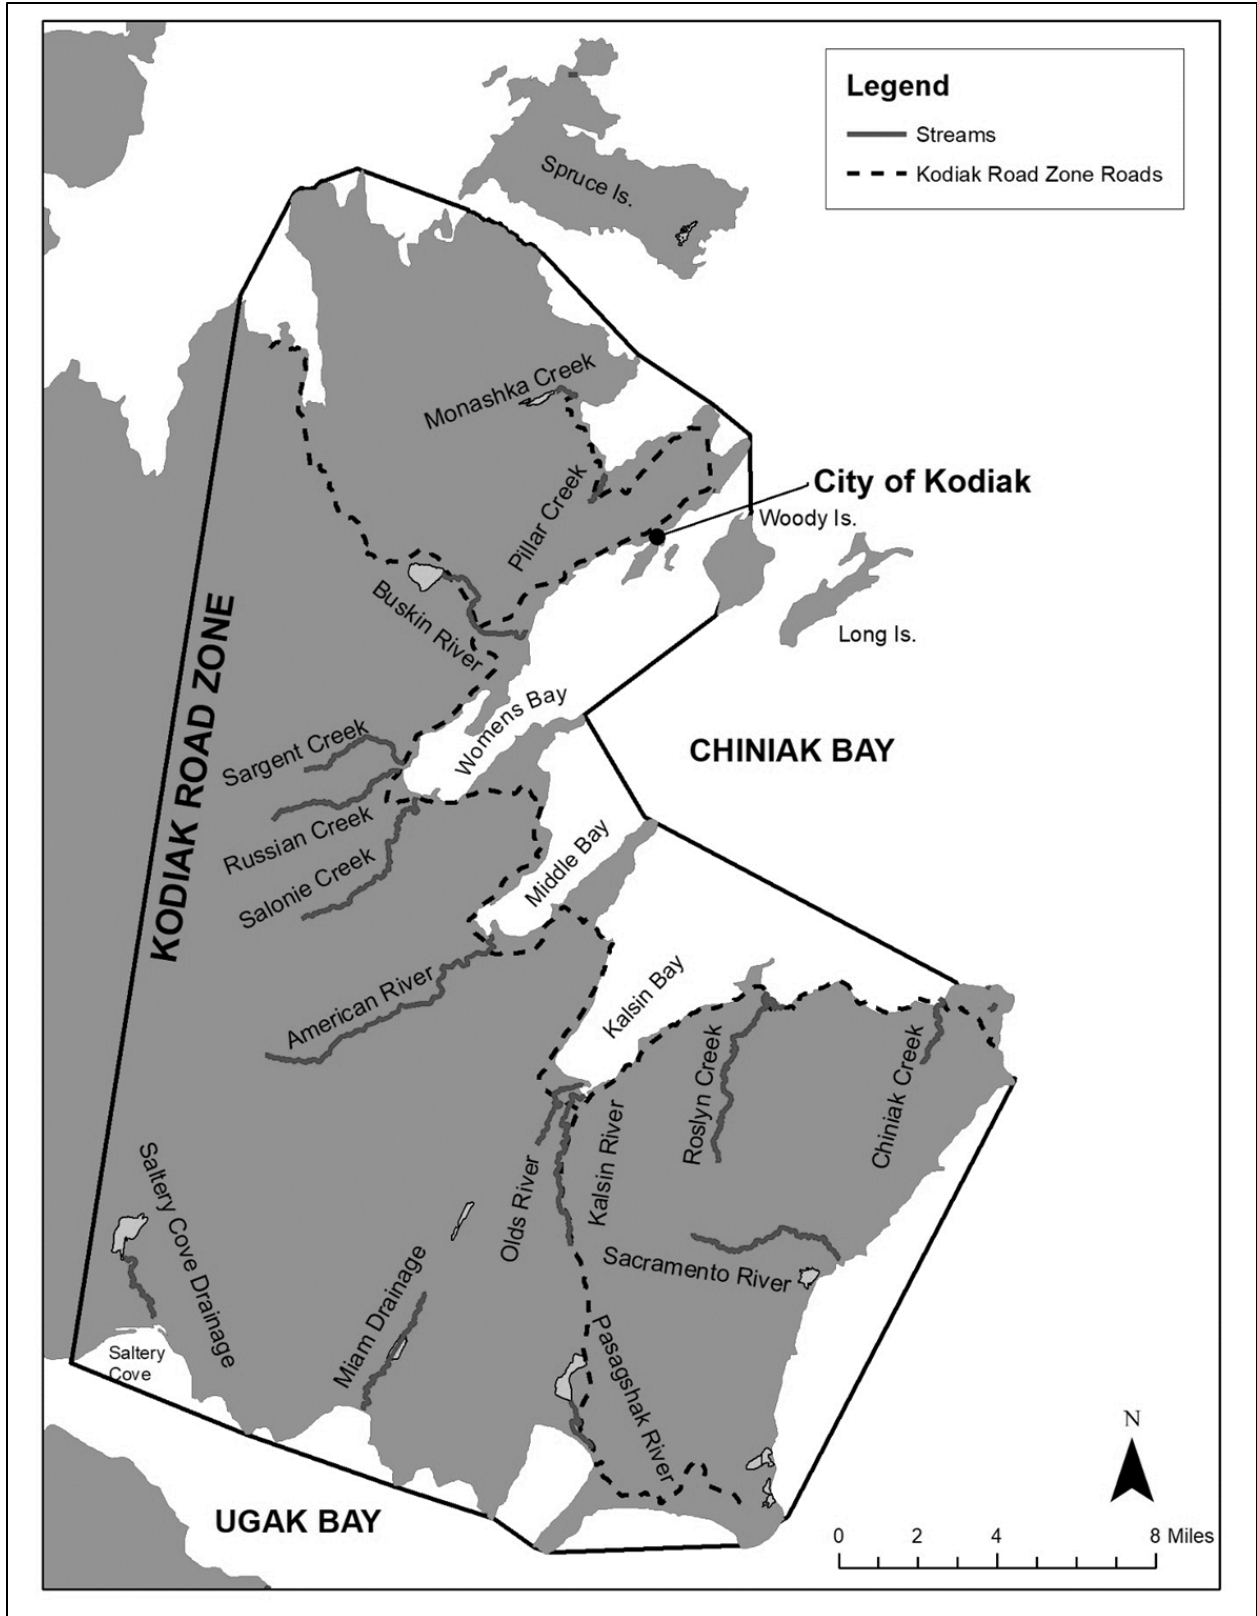 Legend
Streams
Kodiak Road Zone Roads
Spruce Is.
Monashka Creek
City of Kodiak
Pillar Creek
Woody Is.
Buskin River
Long Is.
KODIAK ROAD ZONE
Womens Bay
Sargent Creek
CHINIAK BAY
Russian Creek
Middle Bay
Salonie Creek
American River
Kalsin Bay
Roslyn Creek
Chiniak Creek
Olds River
Kalsin River
Saltery Cove Drainage
Sacramento River
Miam Drainage
Pasagshak River
Saltery
Cove
N
UGAK BAY
0 2 4 8 Miles